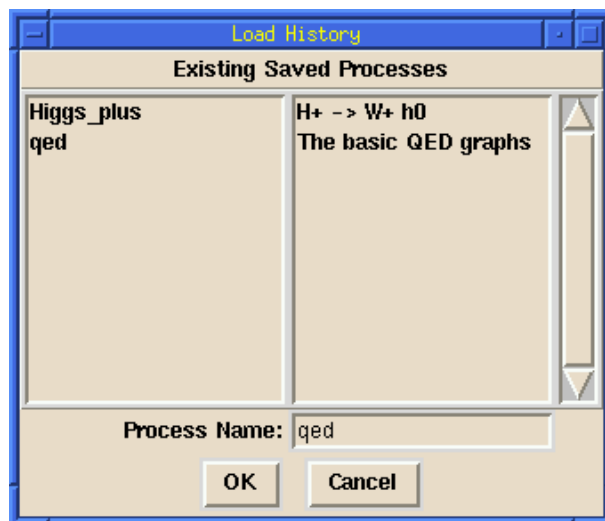 Load History
Existing Saved Processes
Higgs_plus H+ -> W+ h0
qed The basic QED graphs
Process Name: qed
OK Cancel